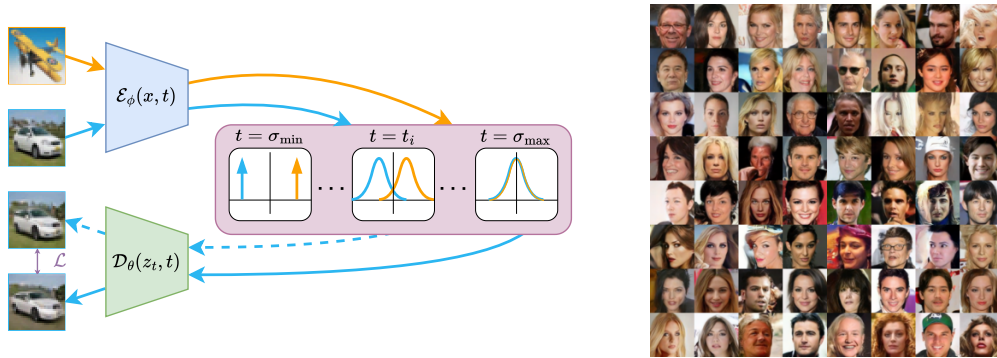 ℰ_ϕ(x, t)
t = σ_min
t = t_i
t = σ_max
. . .
. . .
𝒟_θ(z_t, t)
ℒ